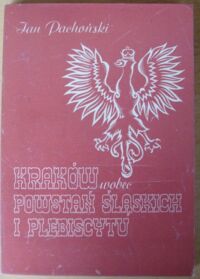 Jan Pachoński
KRAKÓW wobec
POWSTAŃ ŚLĄSKICH
I PLEBISCYTU